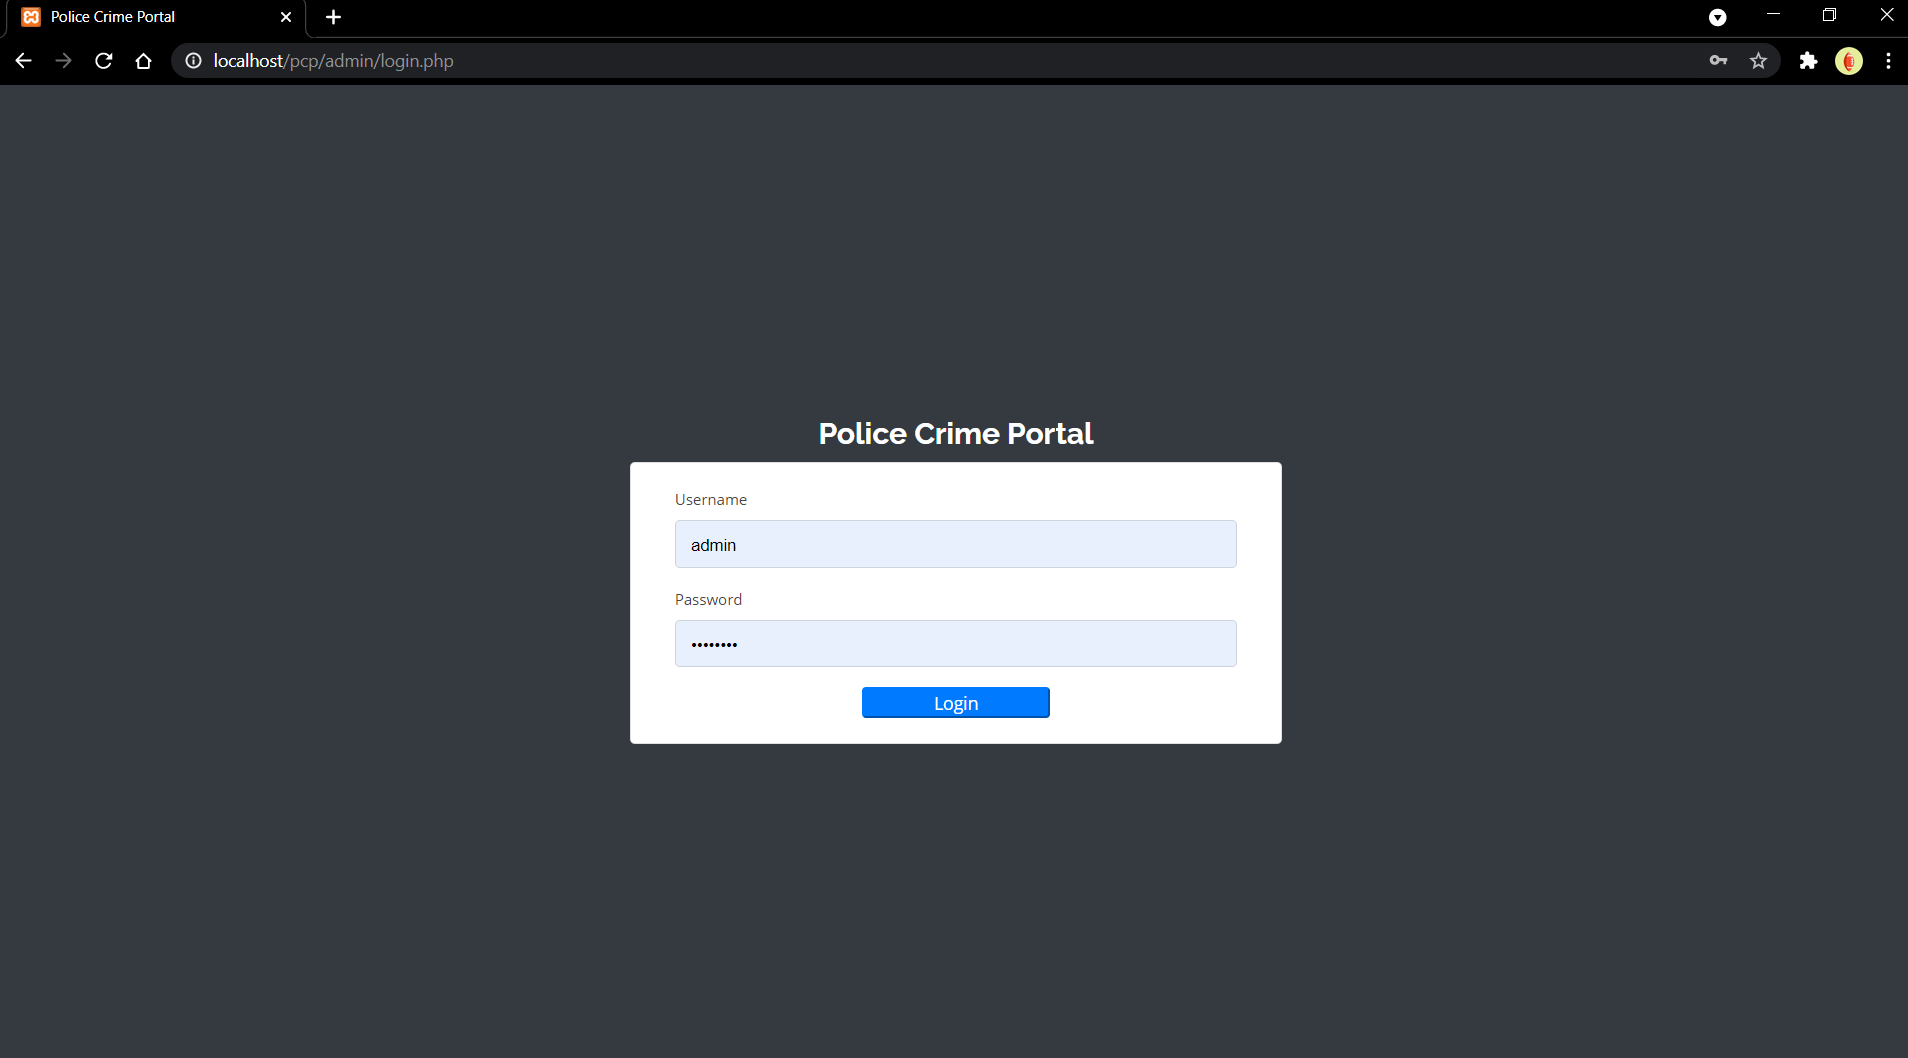 Police Crime Portal
localhost/pcp/admin/login.php
Police Crime Portal
Username
admin
Password
••••••••
Login